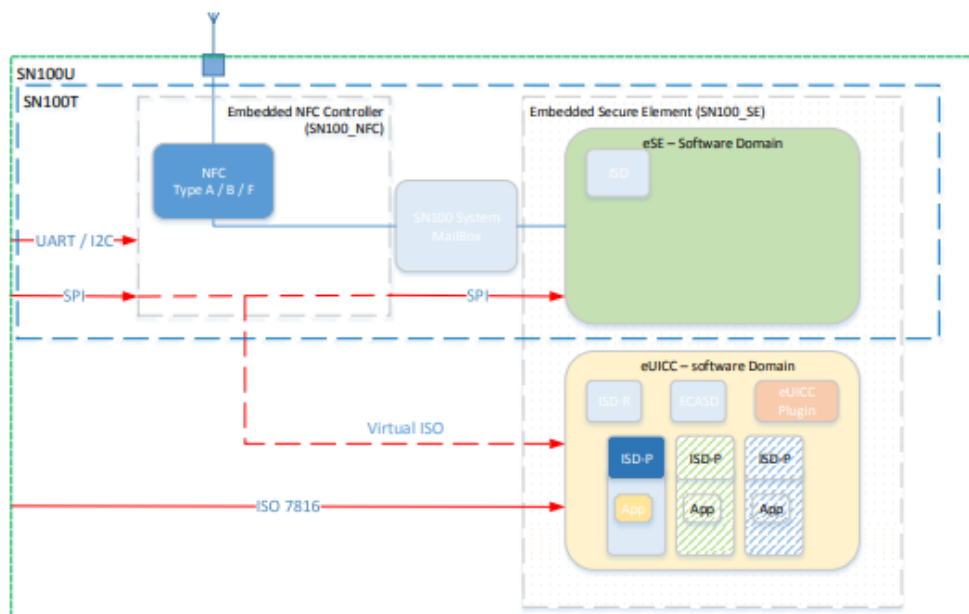 SN100U
SN100T
Embedded NFC Controller
(SN100_NFC)
Embedded Secure Element (SN100_SE)
eSE – Software Domain
ISD
NFC
Type A / B / F
SN100 System
MailBox
UART / I2C
SPI
SPI
eUICC – software Domain
ISD-R
ECASD
eUICC
Plugin
Virtual ISO
ISD-P
ISD-P
ISD-P
App
App
App
ISO 7816